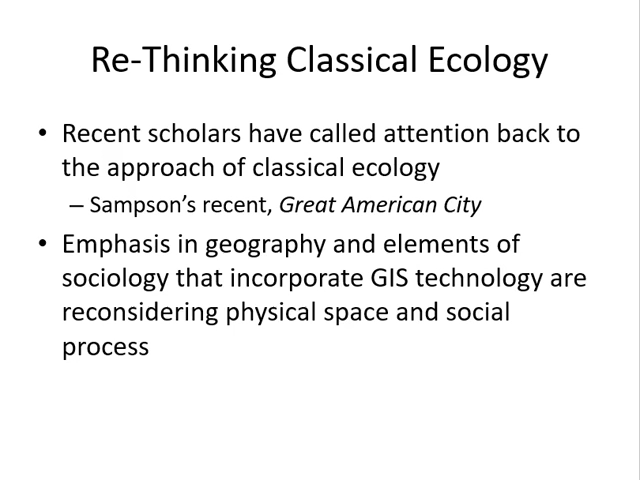 Re-Thinking Classical Ecology
• Recent scholars have called attention back to
the approach of classical ecology
– Sampson’s recent, Great American City
• Emphasis in geography and elements of
sociology that incorporate GIS technology are
reconsidering physical space and social
process